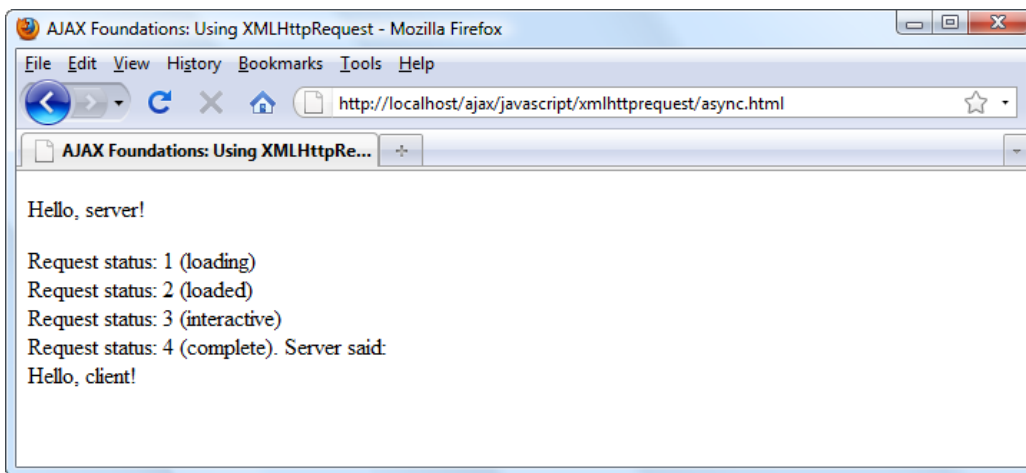 AJAX Foundations: Using XMLHttpRequest - Mozilla Firefox
File Edit View History Bookmarks Tools Help
http://localhost/ajax/javascript/xmlhttprequest/async.html
AJAX Foundations: Using XMLHttpRe...
Hello, server!
Request status: 1 (loading)
Request status: 2 (loaded)
Request status: 3 (interactive)
Request status: 4 (complete). Server said:
Hello, client!